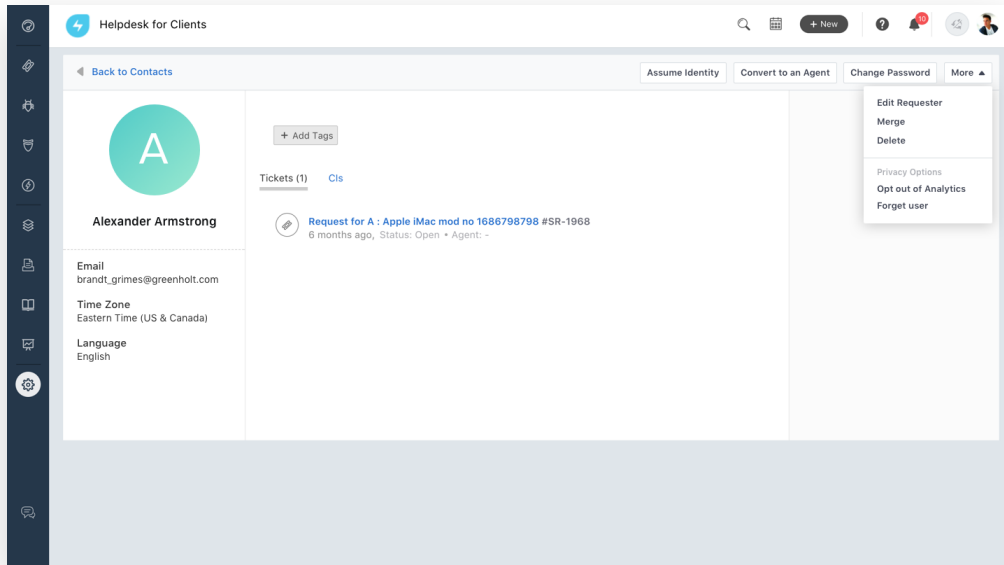 Helpdesk for Clients
+ New
10
Back to Contacts
Assume Identity
Convert to an Agent
Change Password
More
Edit Requester
Merge
Delete
Privacy Options
Opt out of Analytics
Forget user
A
Alexander Armstrong
Email
brandt_grimes@greenholt.com
Time Zone
Eastern Time (US & Canada)
Language
English
+ Add Tags
Tickets (1)
CIs
Request for A : Apple iMac mod no 1686798798 #SR-1968
6 months ago, Status: Open • Agent: -